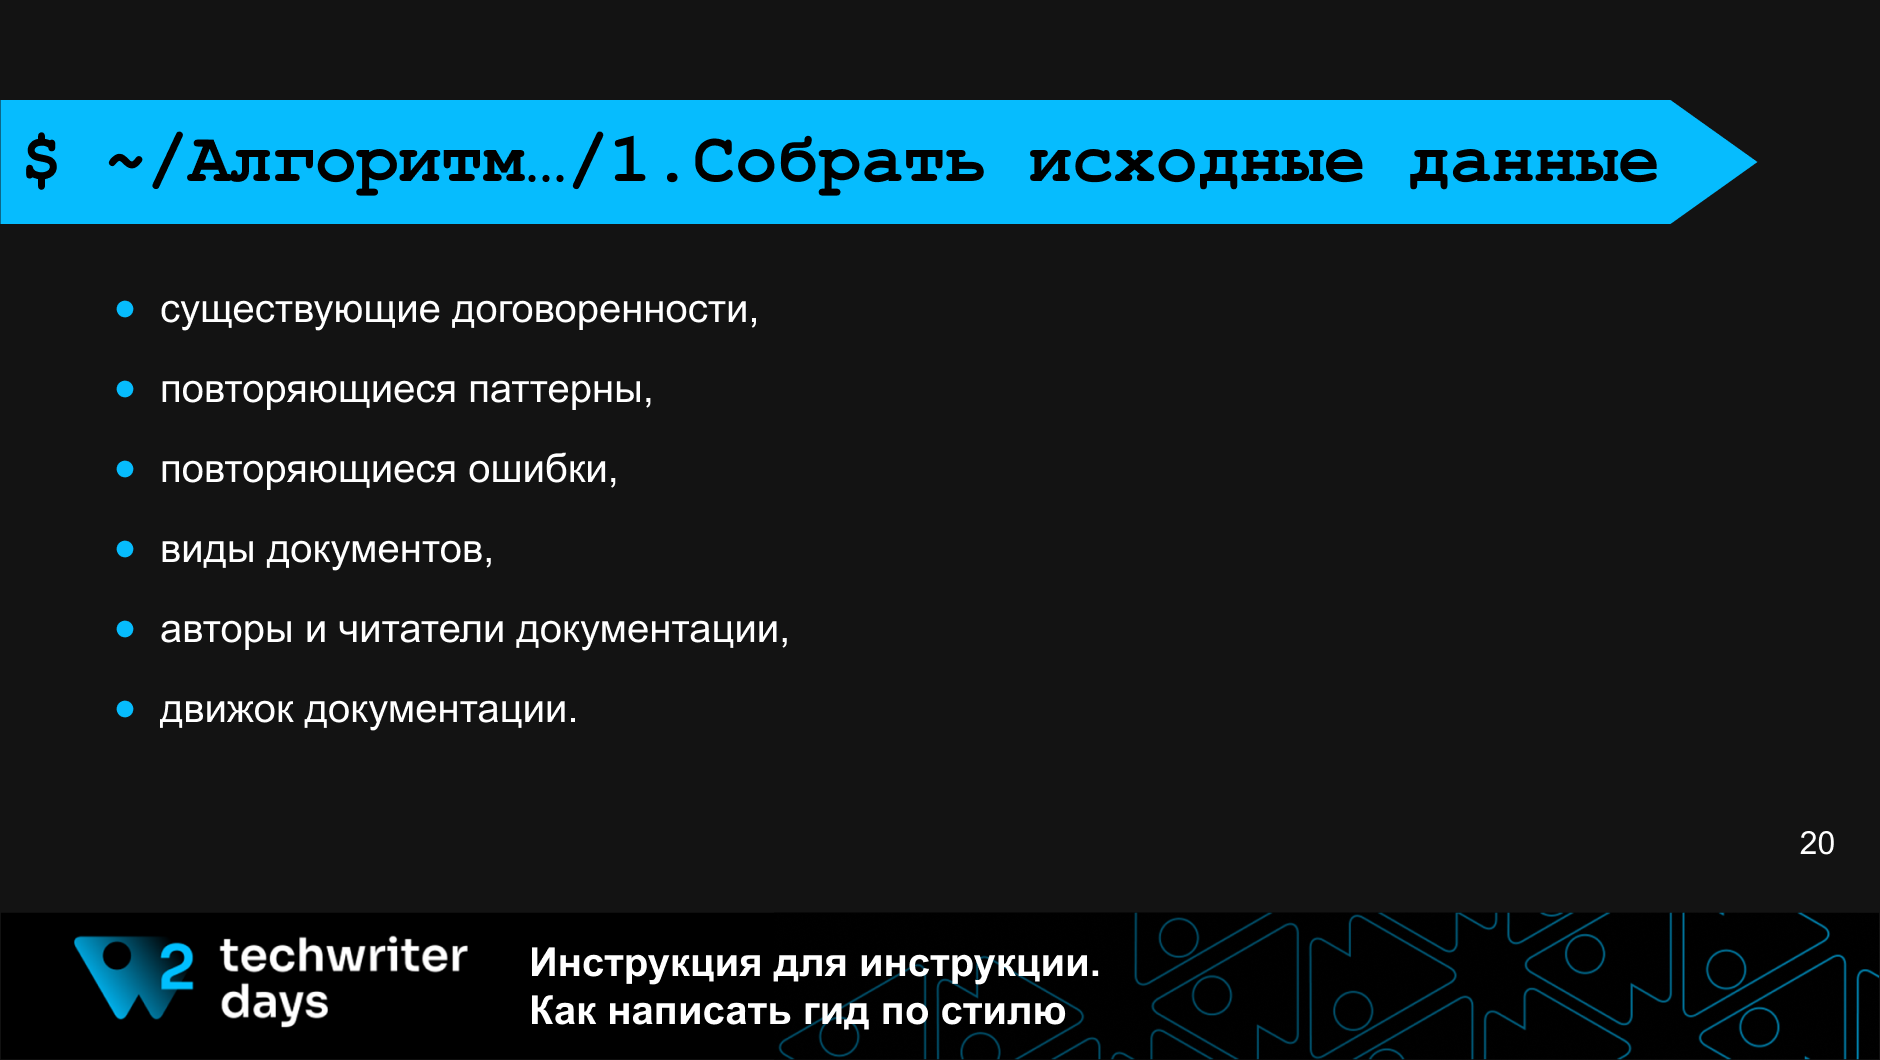 $ ~/Алгоритм…/1.Собрать исходные данные
существующие договоренности,
повторяющиеся паттерны,
повторяющиеся ошибки,
виды документов,
авторы и читатели документации,
движок документации.
20
2 techwriter
days
Инструкция для инструкции.
Как написать гид по стилю